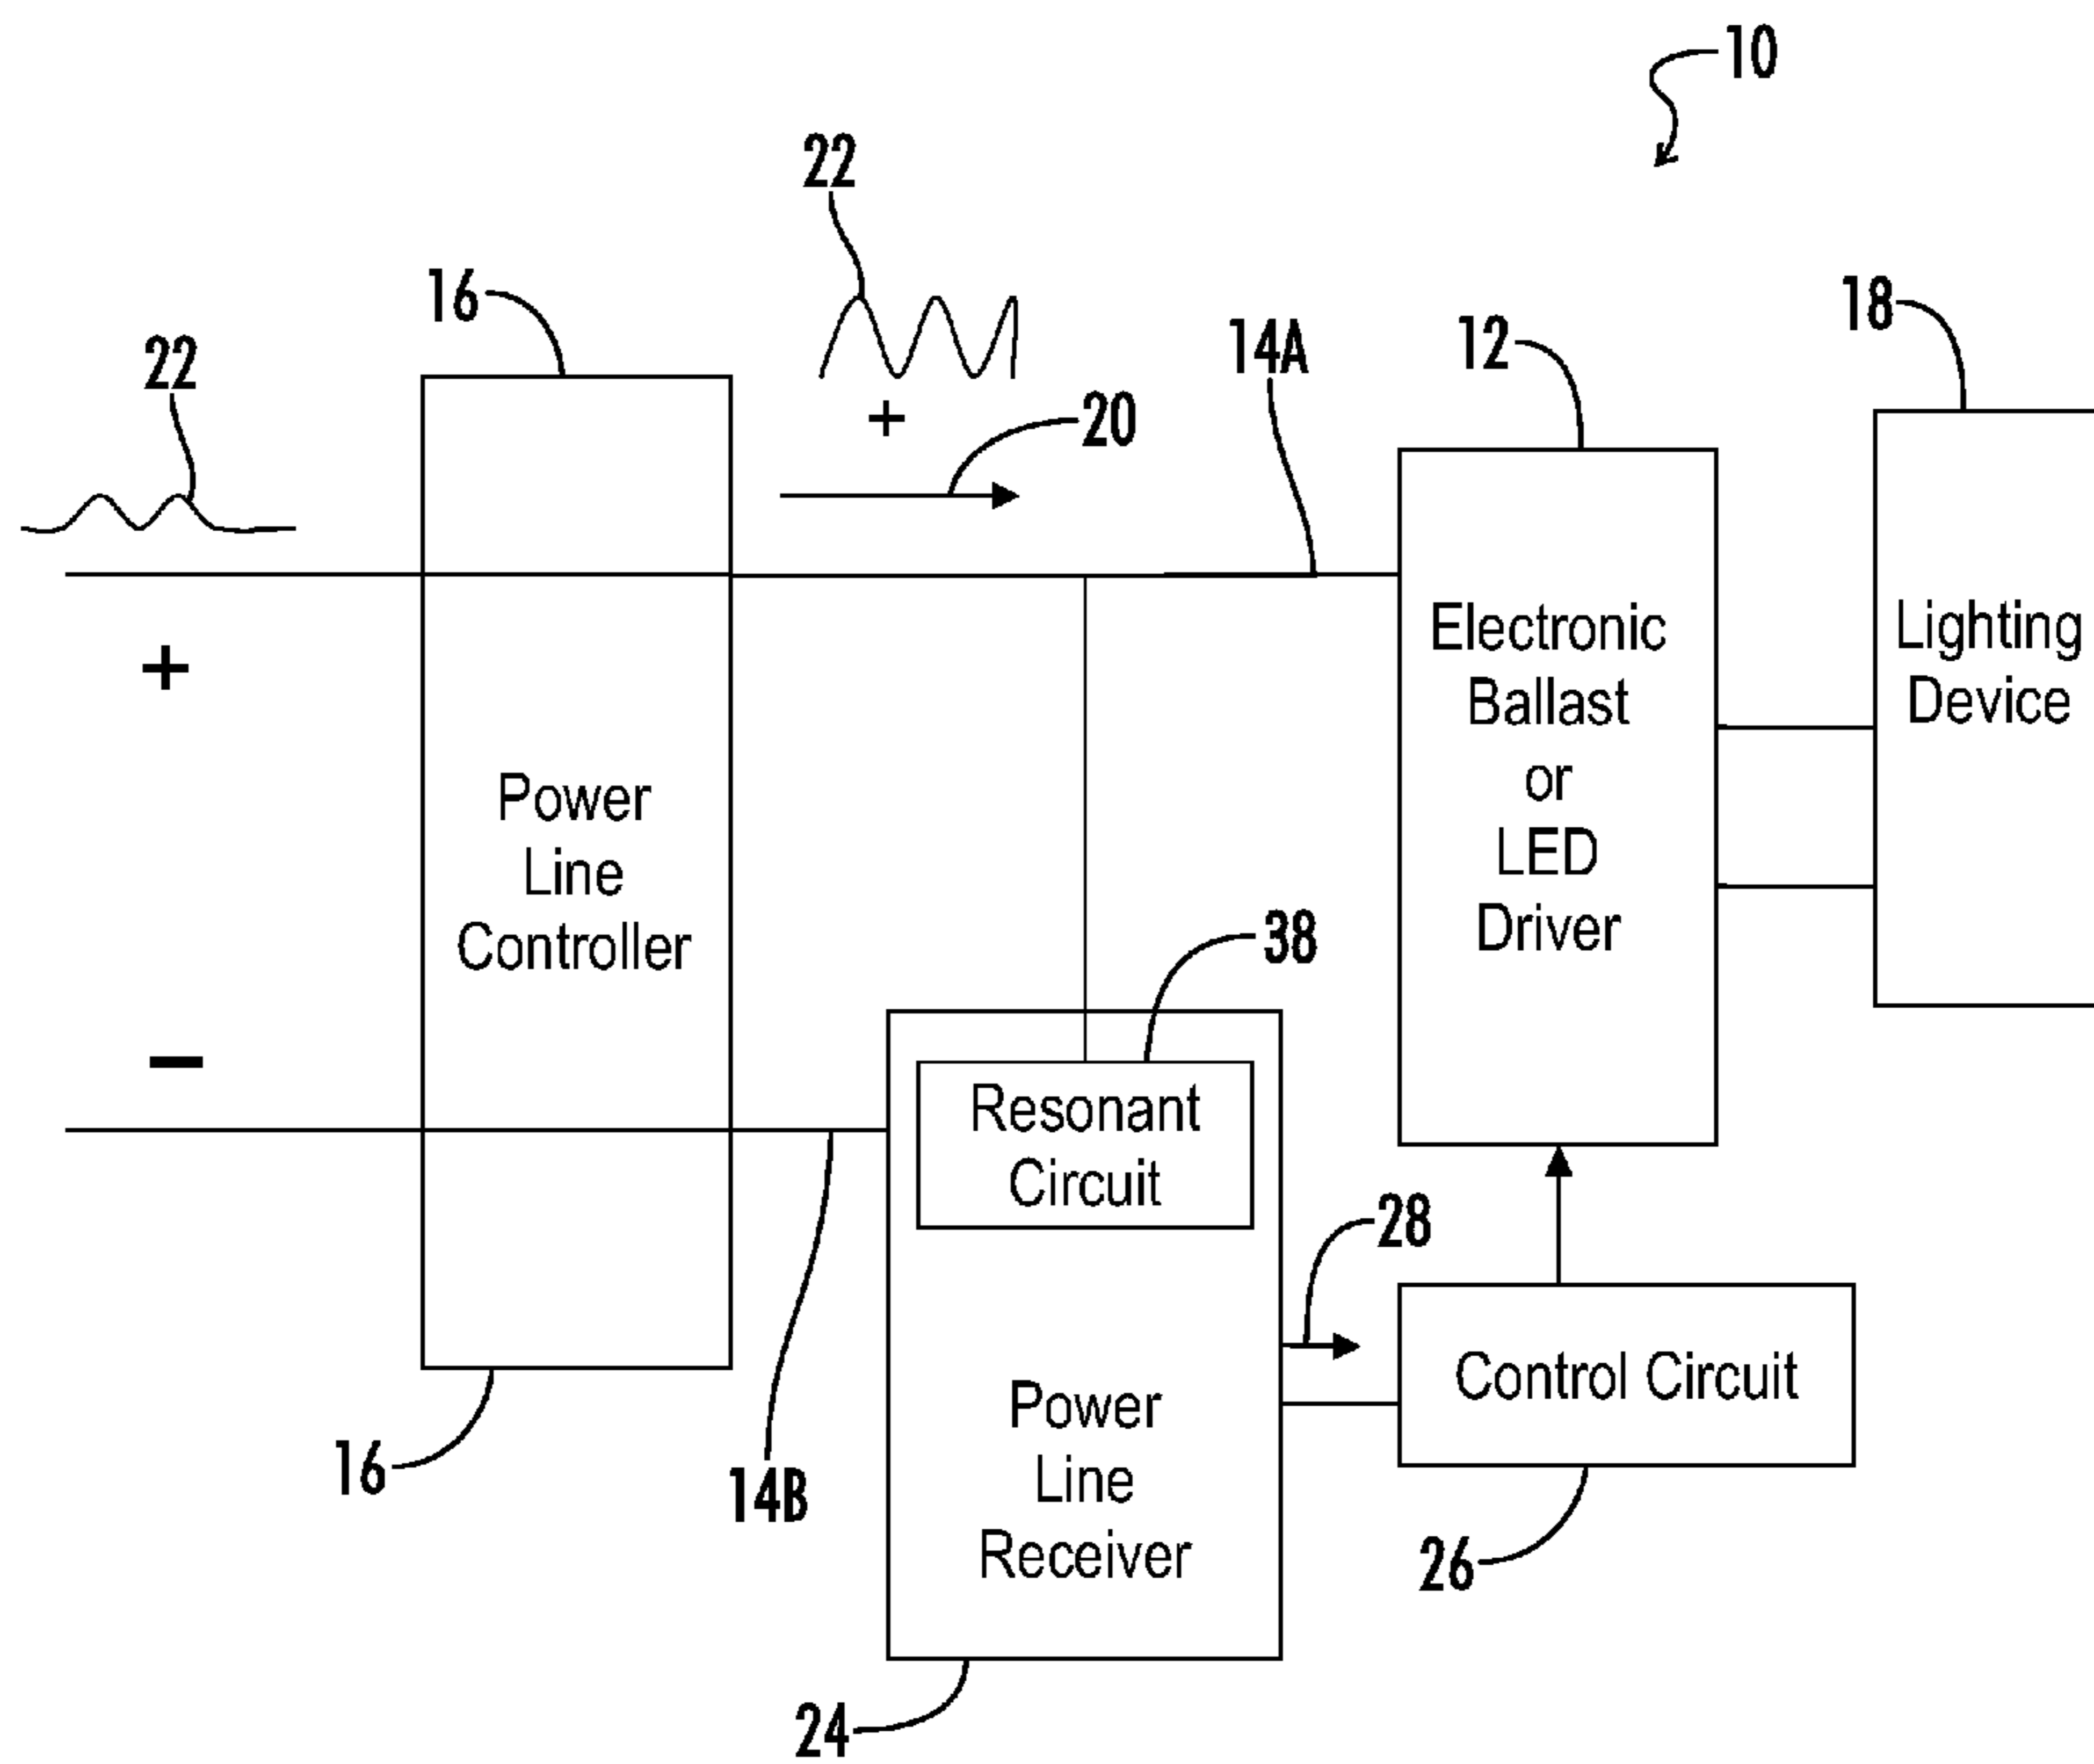 10
22
16
18
14A
12
22
+
20
Electronic
Ballast
or
LED
Driver
Lighting
Device
+
Power
Line
Controller
38
−
Resonant
Circuit
28
Control Circuit
Power
Line
Receiver
16
14B
26
24